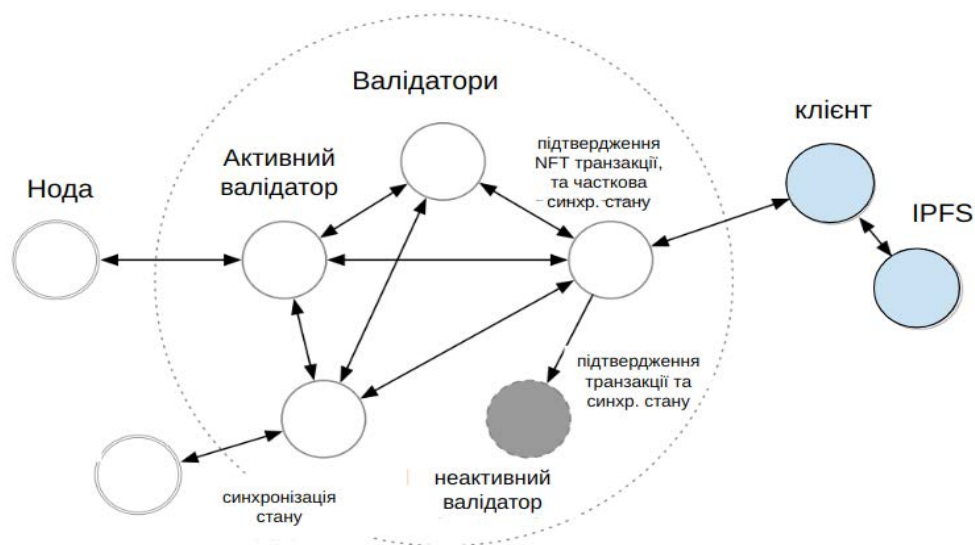 Валідатори
клієнт
підтвердження
NFT транзакції,
та часткова
синхр. стану
Активний
валідатор
Нода
IPFS
підтвердження
транзакції та
синхр. стану
неактивний
валідатор
синхронізація
стану